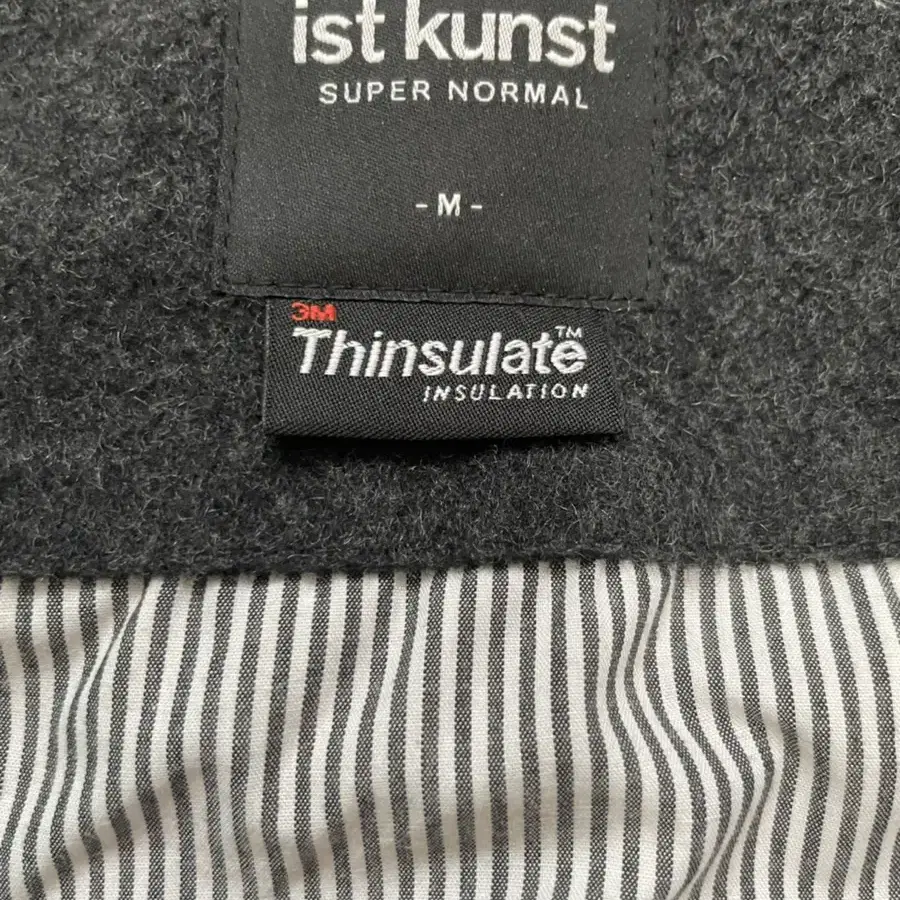 ist kunst
SUPER NORMAL
- M -
3M
Thinsulate™
INSULATION